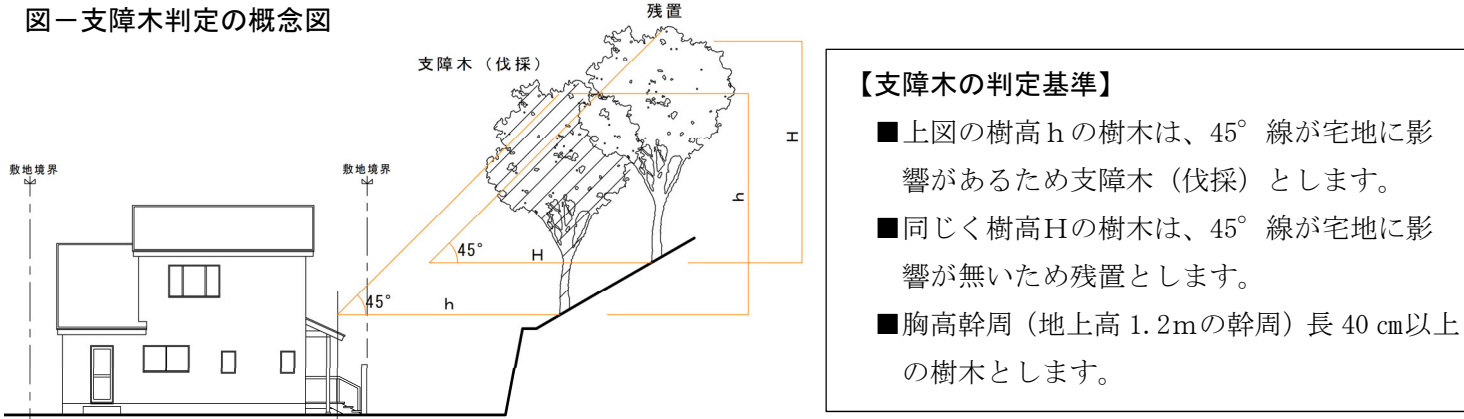 図－支障木判定の概念図
残置
支障木（伐採）
敷地境界
敷地境界
H
h
45°
H
45°
h
【支障木の判定基準】
■上図の樹高ｈの樹木は、45°線が宅地に影
響があるため支障木（伐採）とします。
■同じく樹高Ｈの樹木は、45°線が宅地に影
響が無いため残置とします。
■胸高幹周（地上高 1.2ｍの幹周）長 40 ㎝以上
の樹木とします。